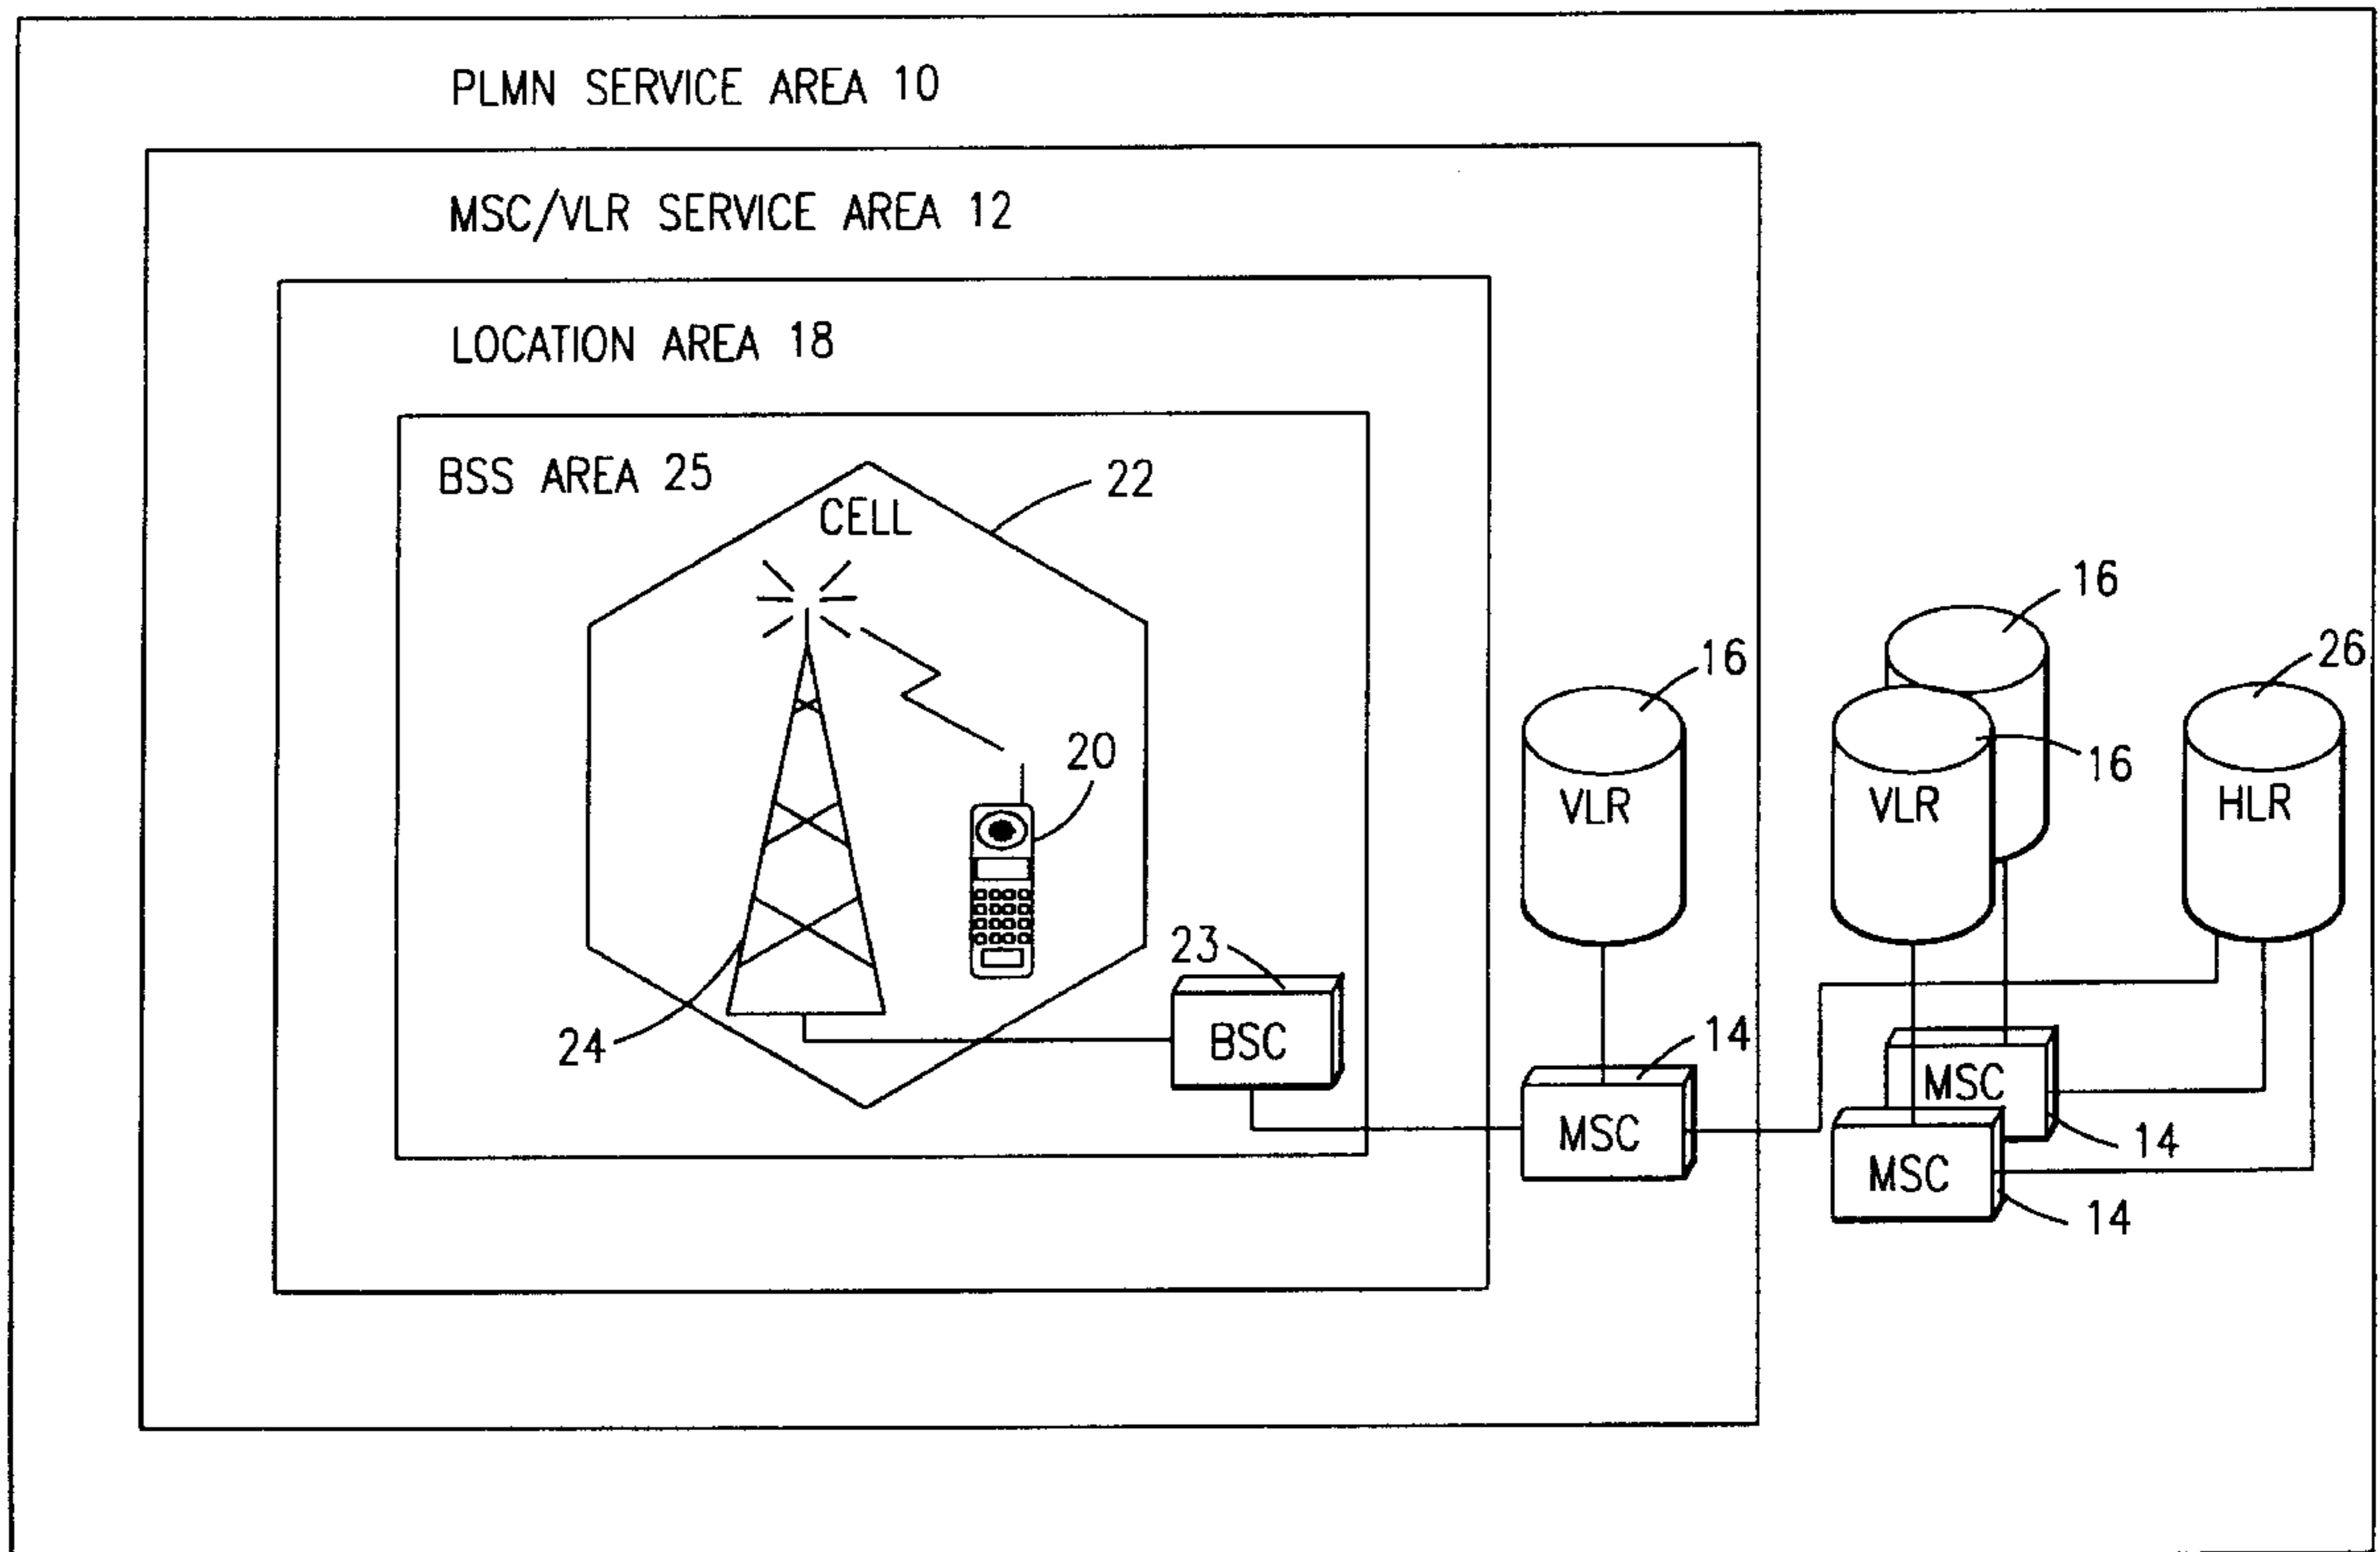 PLMN SERVICE AREA 10
MSC/VLR SERVICE AREA 12
LOCATION AREA 18
BSS AREA 25
22
CELL
16
16
26
20
16
VLR
VLR
HLR
23
24
BSC
14
MSC
MSC
14
MSC
14